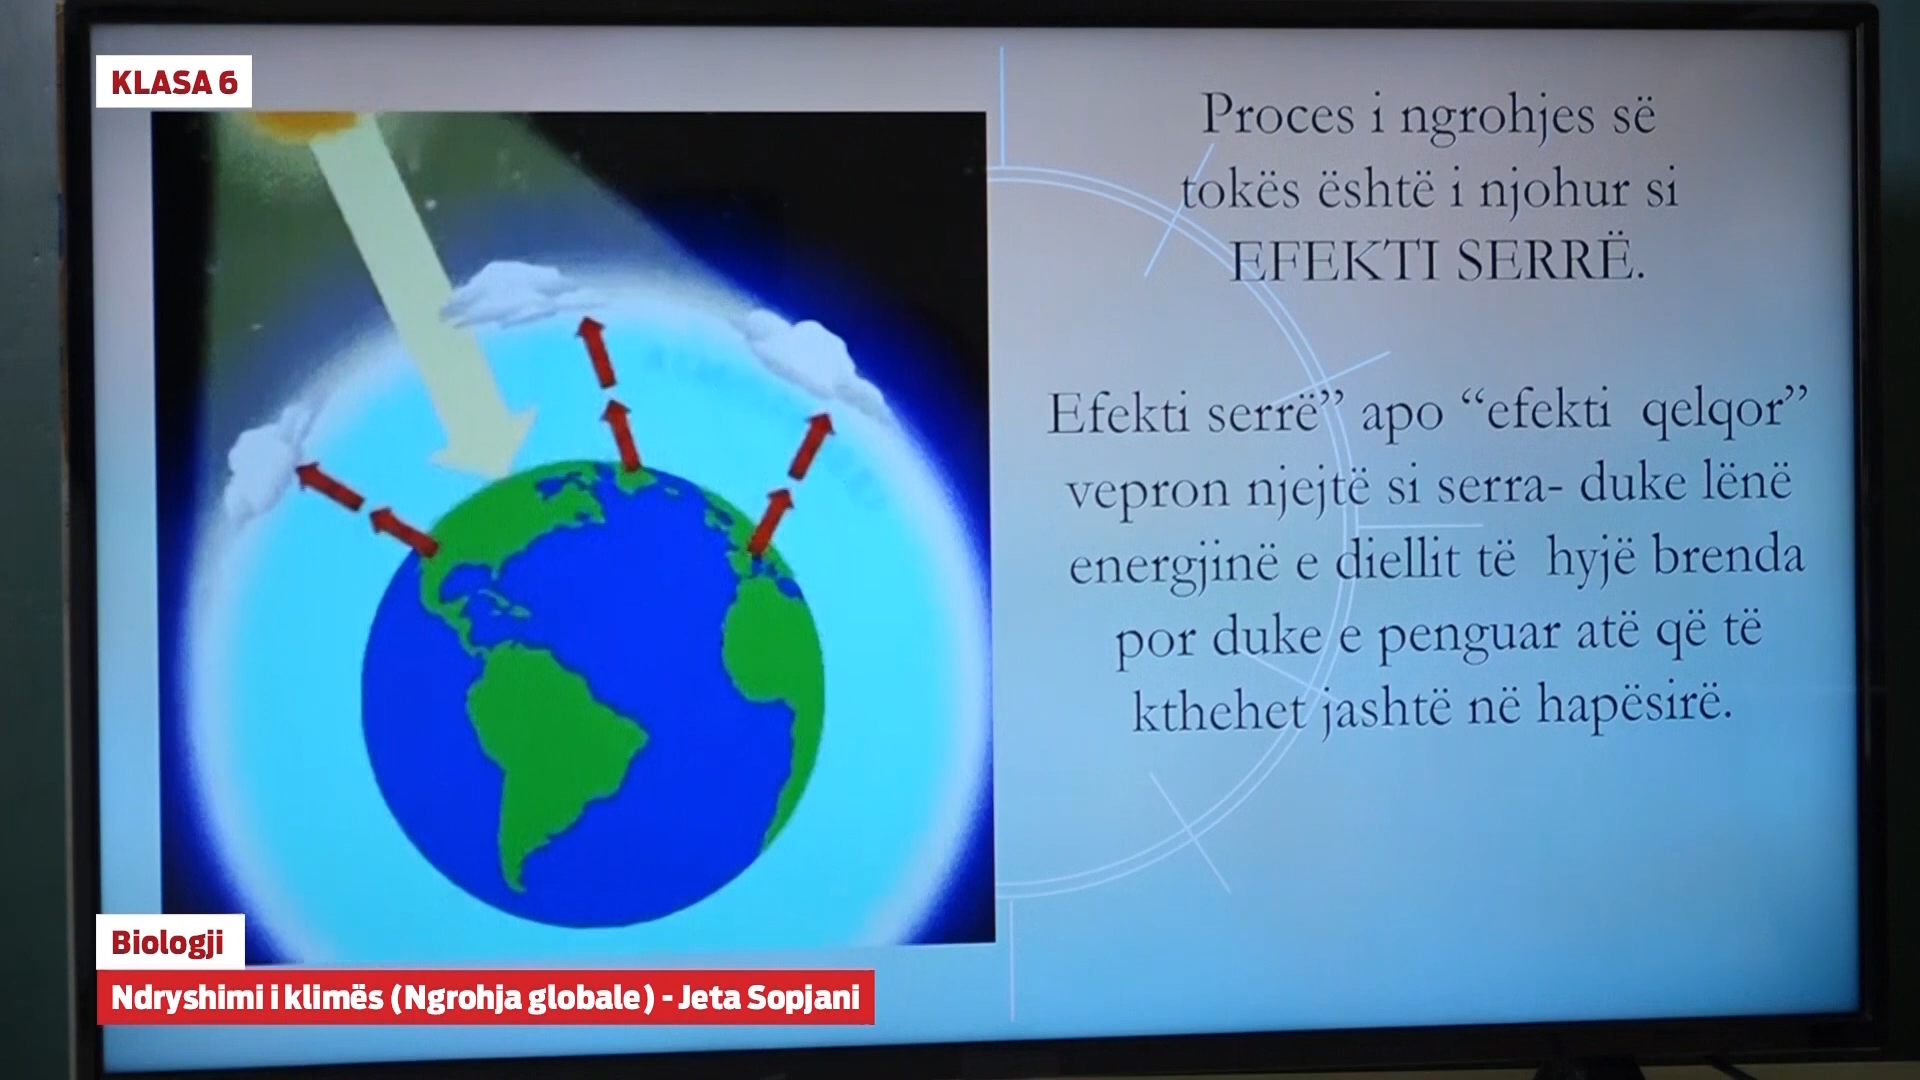 KLASA 6
Proces i ngrohjes së
tokës është i njohur si
EFEKTI SERRË.
Efekti serrë” apo “efekti qelqor”
vepron njejtë si serra- duke lënë
energjinë e diellit të hyjë brenda
por duke e penguar atë që të
kthehet jashtë në hapësirë.
Biologji
Ndryshimi i klimës (Ngrohja globale) - Jeta Sopjani